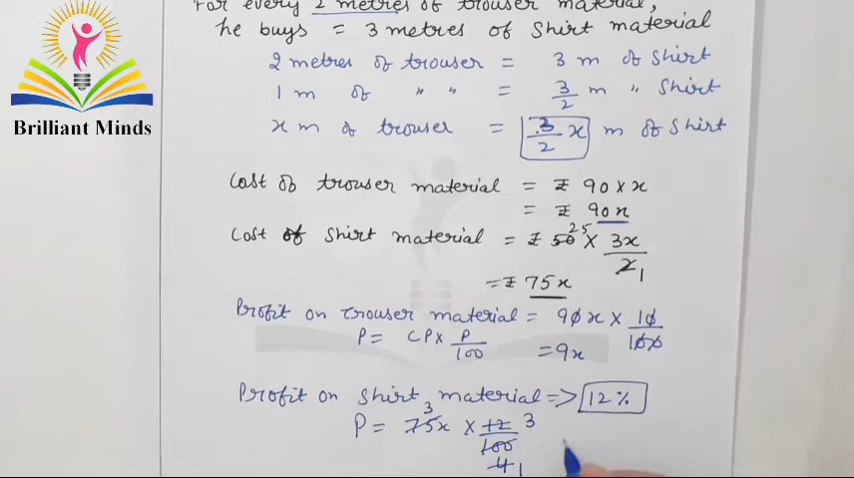 For every 2 metres of trouser material,
he buys = 3 metres of Shirt material
2 metres of trouser = 3 m of Shirt
1 m of " " = 3/2 m " Shirt
x m of trouser = 3/2 x m of Shirt
Cost of trouser material = ₹ 90 × x
= ₹ 90x
Cost of Shirt material = ₹ 50 25 × 3x/2 1
= ₹ 75x
Profit on trouser material = 90x × 10/100
P = CP × P/100
= 9x
Profit on Shirt material => 12%
P = 75x 3 × 12/100 3
4 1
Brilliant Minds